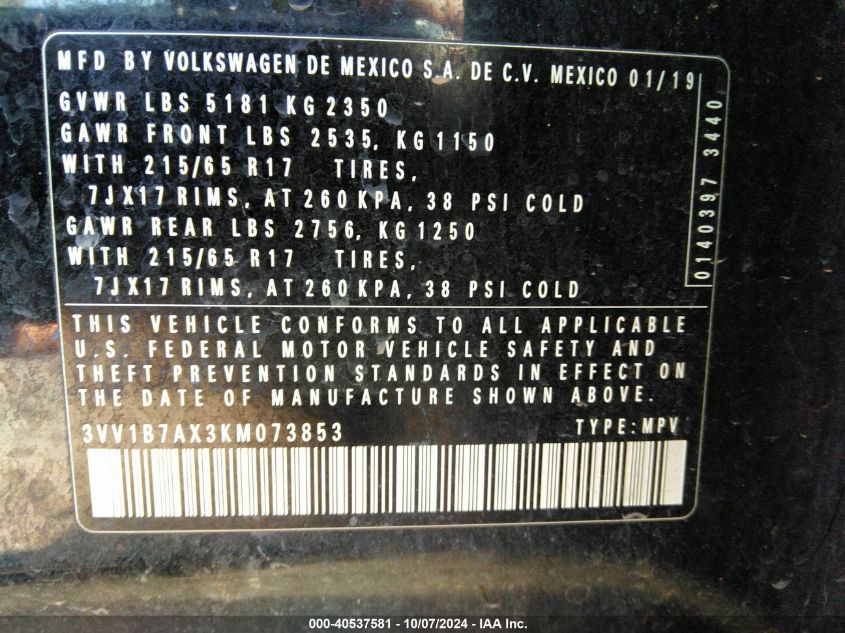 MFD BY VOLKSWAGEN DE MEXICO S.A. DE C.V. MEXICO 01/19
GVWR LBS 5181 KG 2350
GAWR FRONT LBS 2535, KG 1150
WITH 215/65 R17 TIRES,
7JX17 RIMS, AT 260 KPA, 38 PSI COLD
GAWR REAR LBS 2756, KG 1250
WITH 215/65 R17 TIRES,
7JX17 RIMS, AT 260 KPA, 38 PSI COLD
0140397 3440
THIS VEHICLE CONFORMS TO ALL APPLICABLE
U.S. FEDERAL MOTOR VEHICLE SAFETY AND
THEFT PREVENTION STANDARDS IN EFFECT ON
THE DATE OF MANUFACTURE SHOWN ABOVE.
3VV1B7AX3KM073853 TYPE: MPV
000-40537581 - 10/07/2024 - IAA Inc.